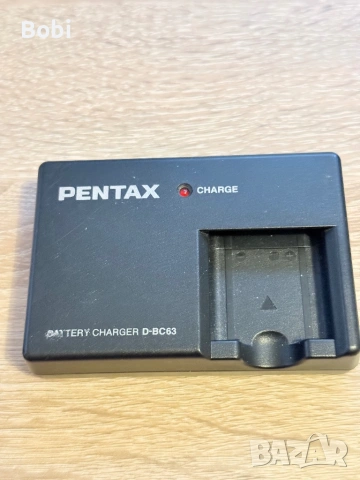 Bobi
PENTAX
CHARGE
BATTERY CHARGER D-BC63
BAZAR